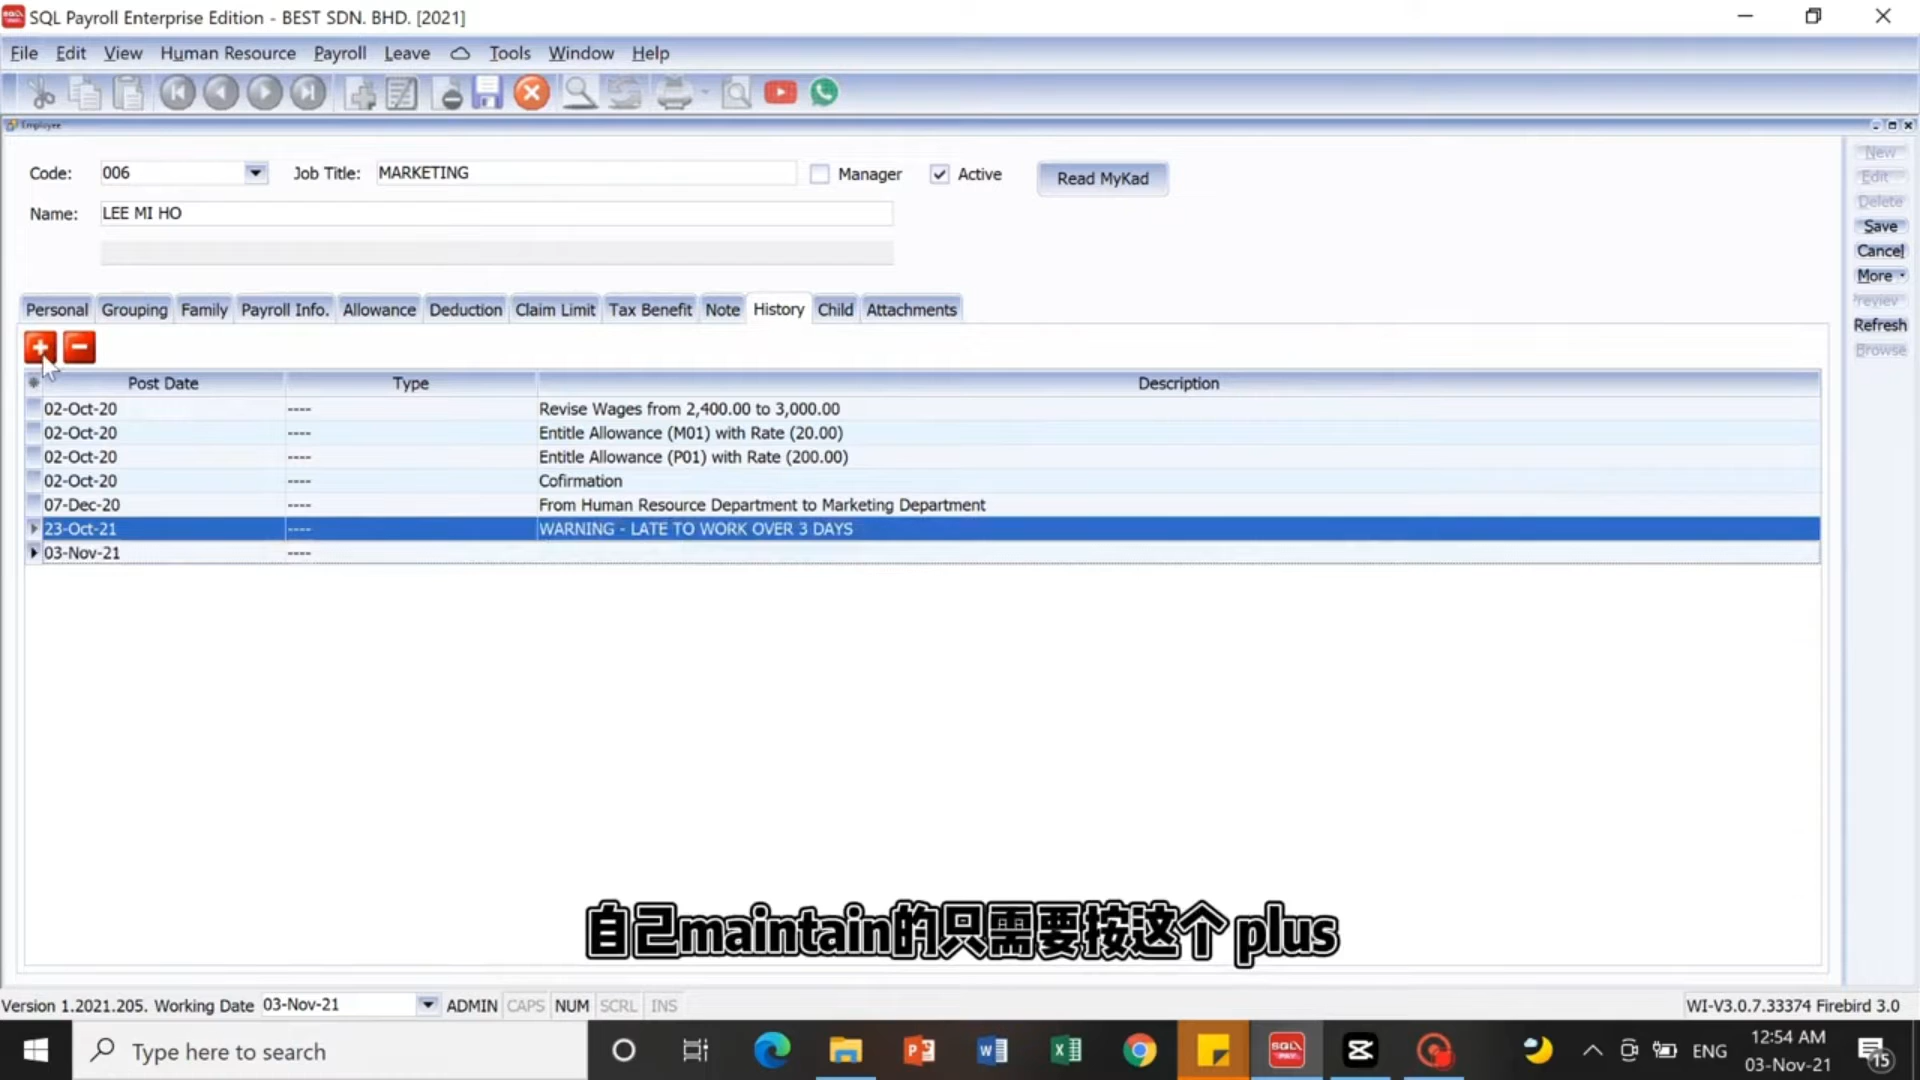 SQL Payroll Enterprise Edition - BEST SDN. BHD. [2021]
File Edit View Human Resource Payroll Leave Tools Window Help
Employee
Code: 006 Job Title: MARKETING Manager Active Read MyKad
Name: LEE MI HO
Personal Grouping Family Payroll Info. Allowance Deduction Claim Limit Tax Benefit Note History Child Attachments
Post Date Type Description
02-Oct-20 ---- Revise Wages from 2,400.00 to 3,000.00
02-Oct-20 ---- Entitle Allowance (M01) with Rate (20.00)
02-Oct-20 ---- Entitle Allowance (P01) with Rate (200.00)
02-Oct-20 ---- Cofirmation
07-Dec-20 ---- From Human Resource Department to Marketing Department
23-Oct-21 ---- WARNING - LATE TO WORK OVER 3 DAYS
03-Nov-21 ----
New
Edit
Delete
Save
Cancel
More
Preview
Refresh
Browse
自己maintain的只需要按这个 plus
Version 1.2021.205. Working Date 03-Nov-21 ADMIN CAPS NUM SCRL INS WI-V3.0.7.33374 Firebird 3.0
Type here to search
SQL PAY
ENG
12:54 AM
03-Nov-21
15